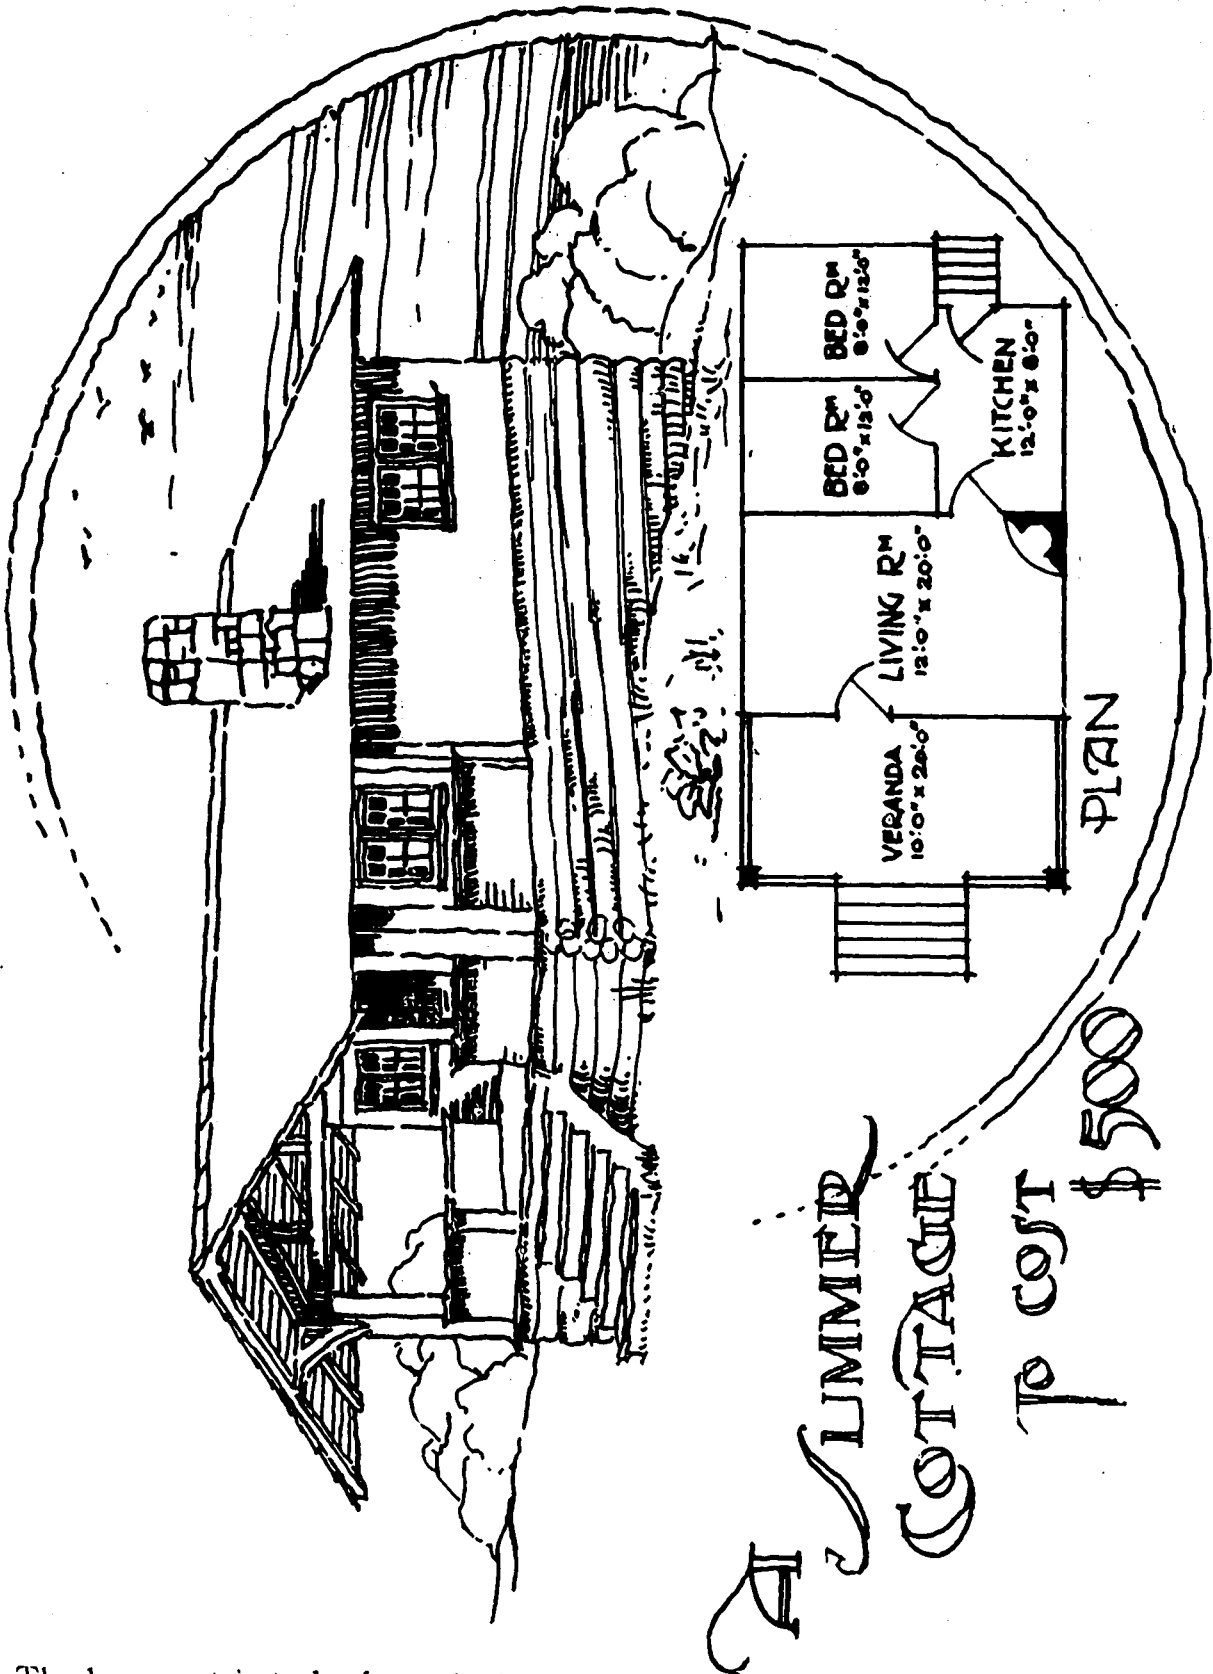 A
SUMMER
COTTAGE
TO COST
$500
VERANDA
10'0" x 20'0"
LIVING RM
12'0" x 20'0"
BED RM
8'0" x 12'0"
BED RM
8'0" x 12'0"
KITCHEN
12'0" x 8'0"
PLAN